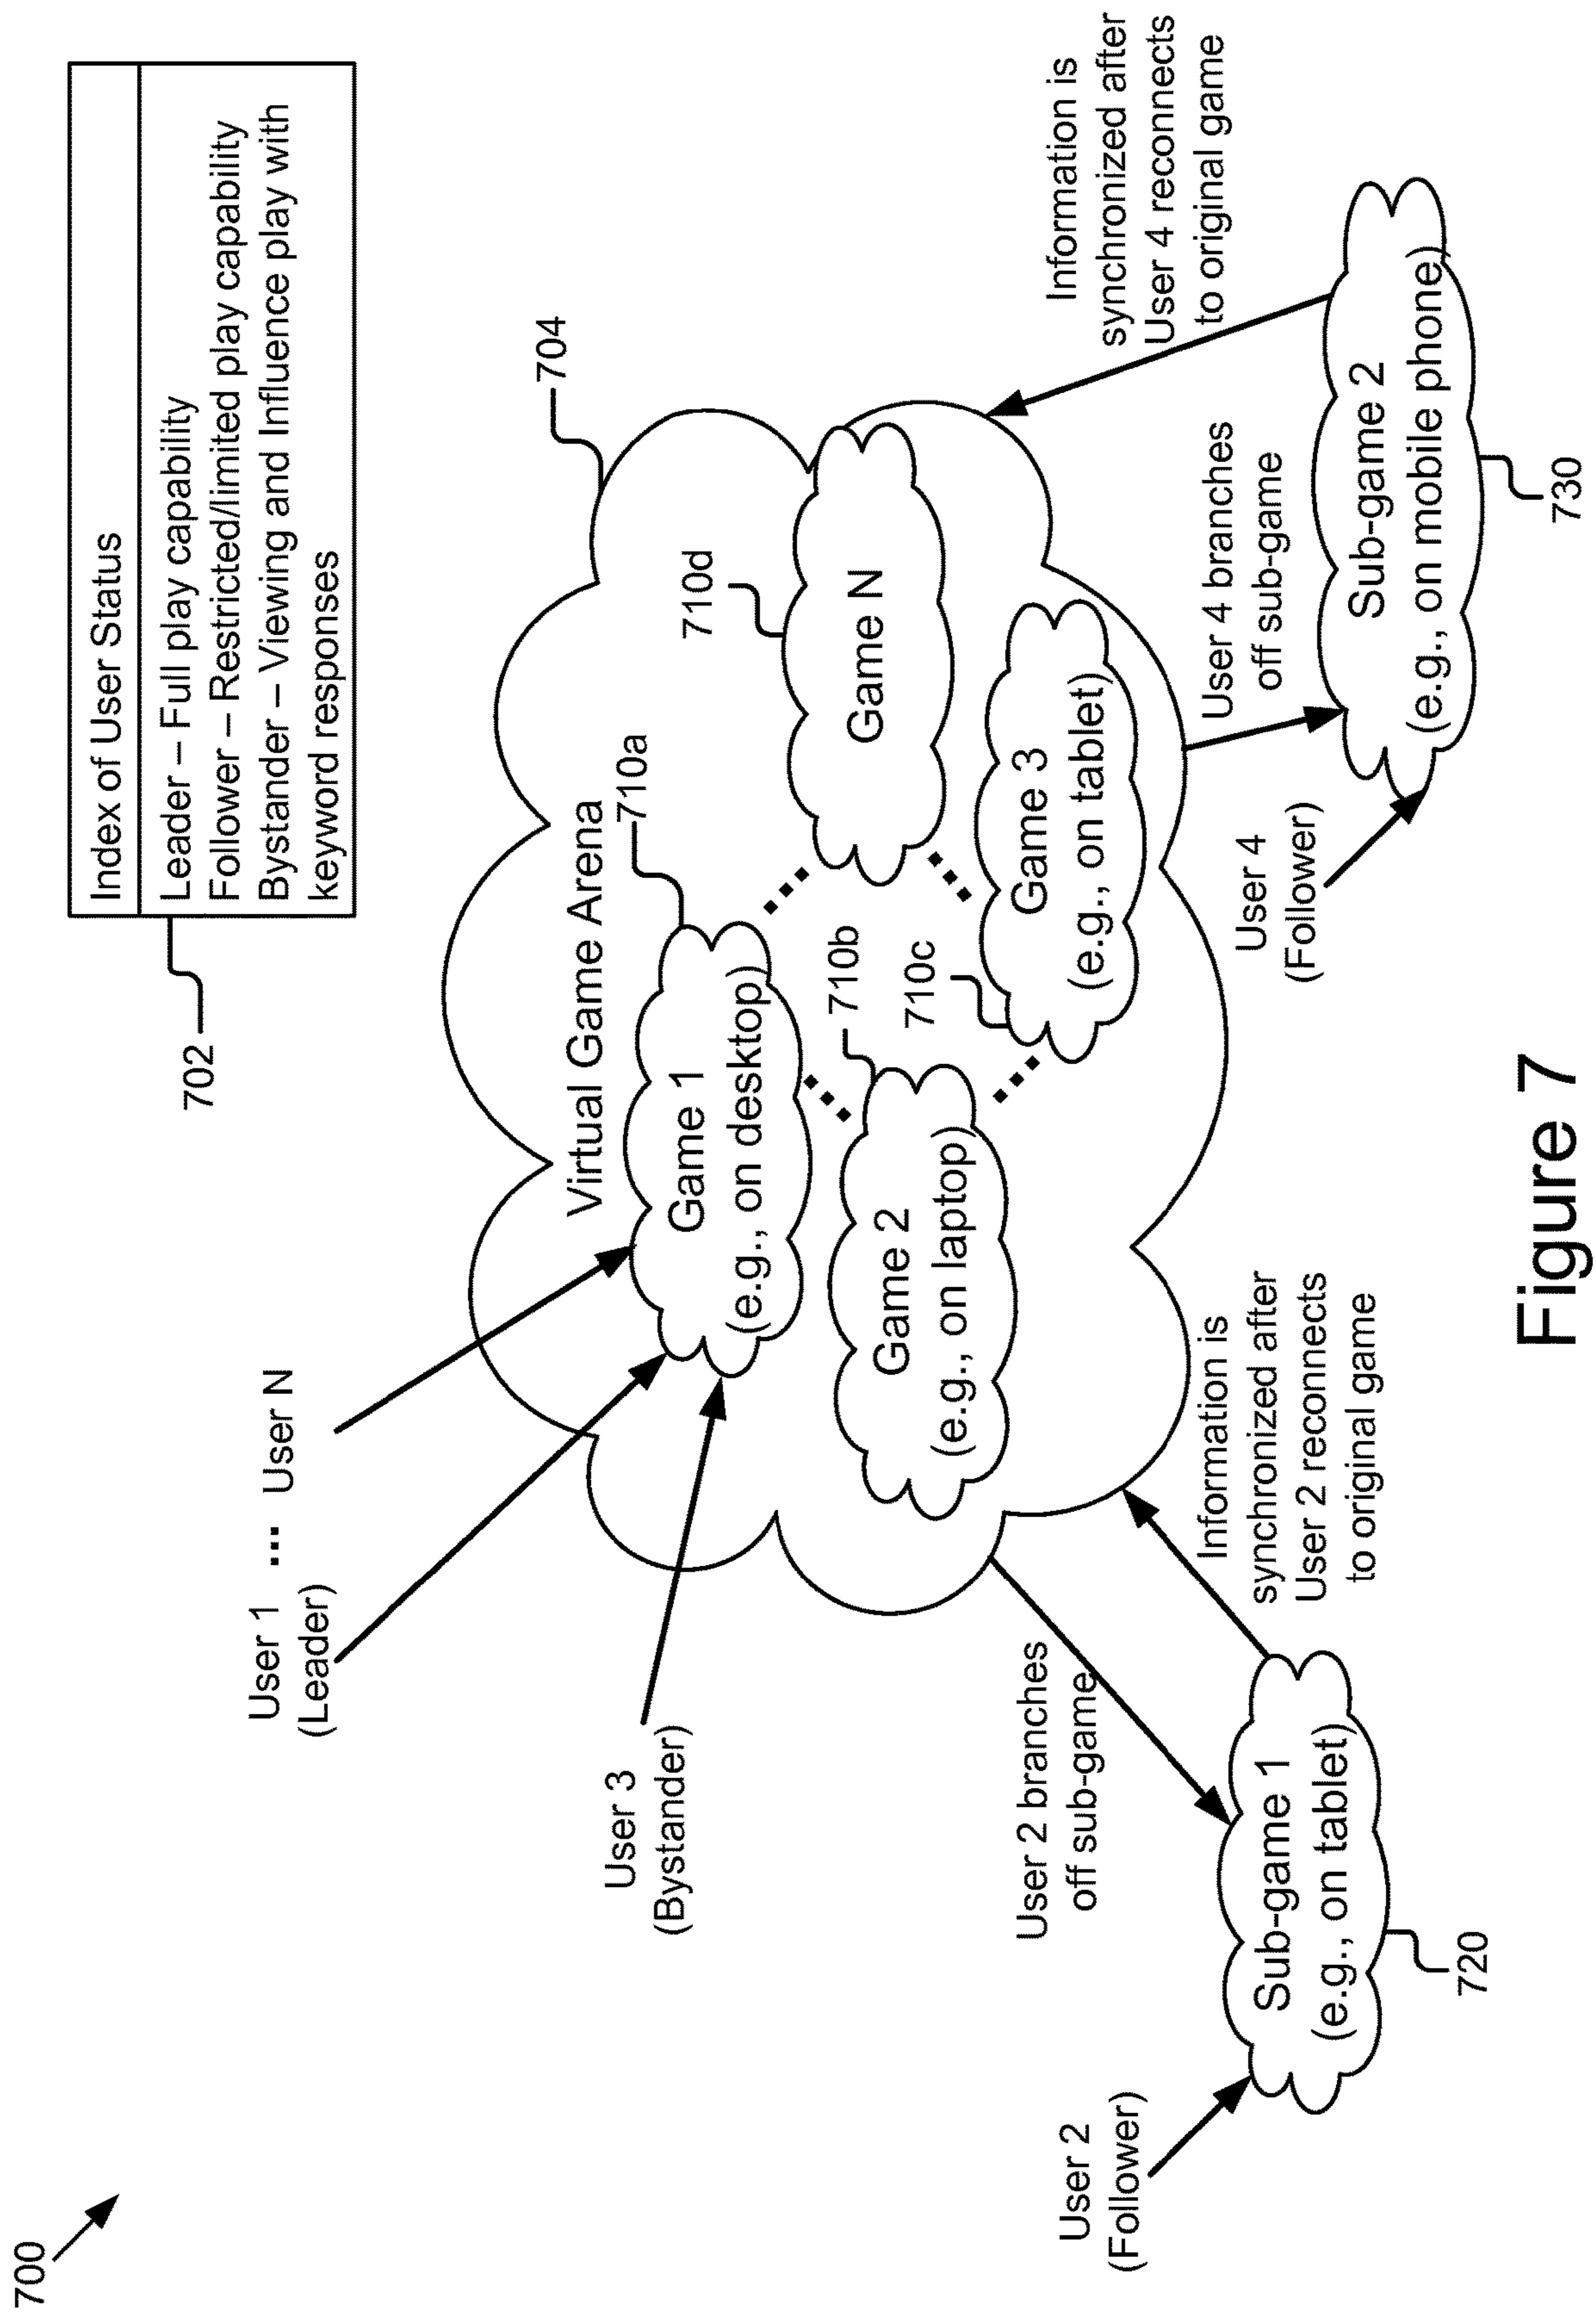 700
Index of User Status
Leader – Full play capability
Follower – Restricted/limited play capability
Bystander – Viewing and Influence play with
keyword responses
702
User 1 ... User N
(Leader)
704
Virtual Game Arena
710a
Game 1
(e.g., on desktop)
User 3
(Bystander)
710d
Game N
710b
Game 2
(e.g., on laptop)
710c
Game 3
(e.g., on tablet)
User 2 branches
off sub-game
Information is
synchronized after
User 2 reconnects
to original game
User 2
(Follower)
Sub-game 1
(e.g., on tablet)
720
Information is
synchronized after
User 4 reconnects
to original game
User 4 branches
off sub-game
User 4
(Follower)
Sub-game 2
(e.g., on mobile phone)
730
Figure 7